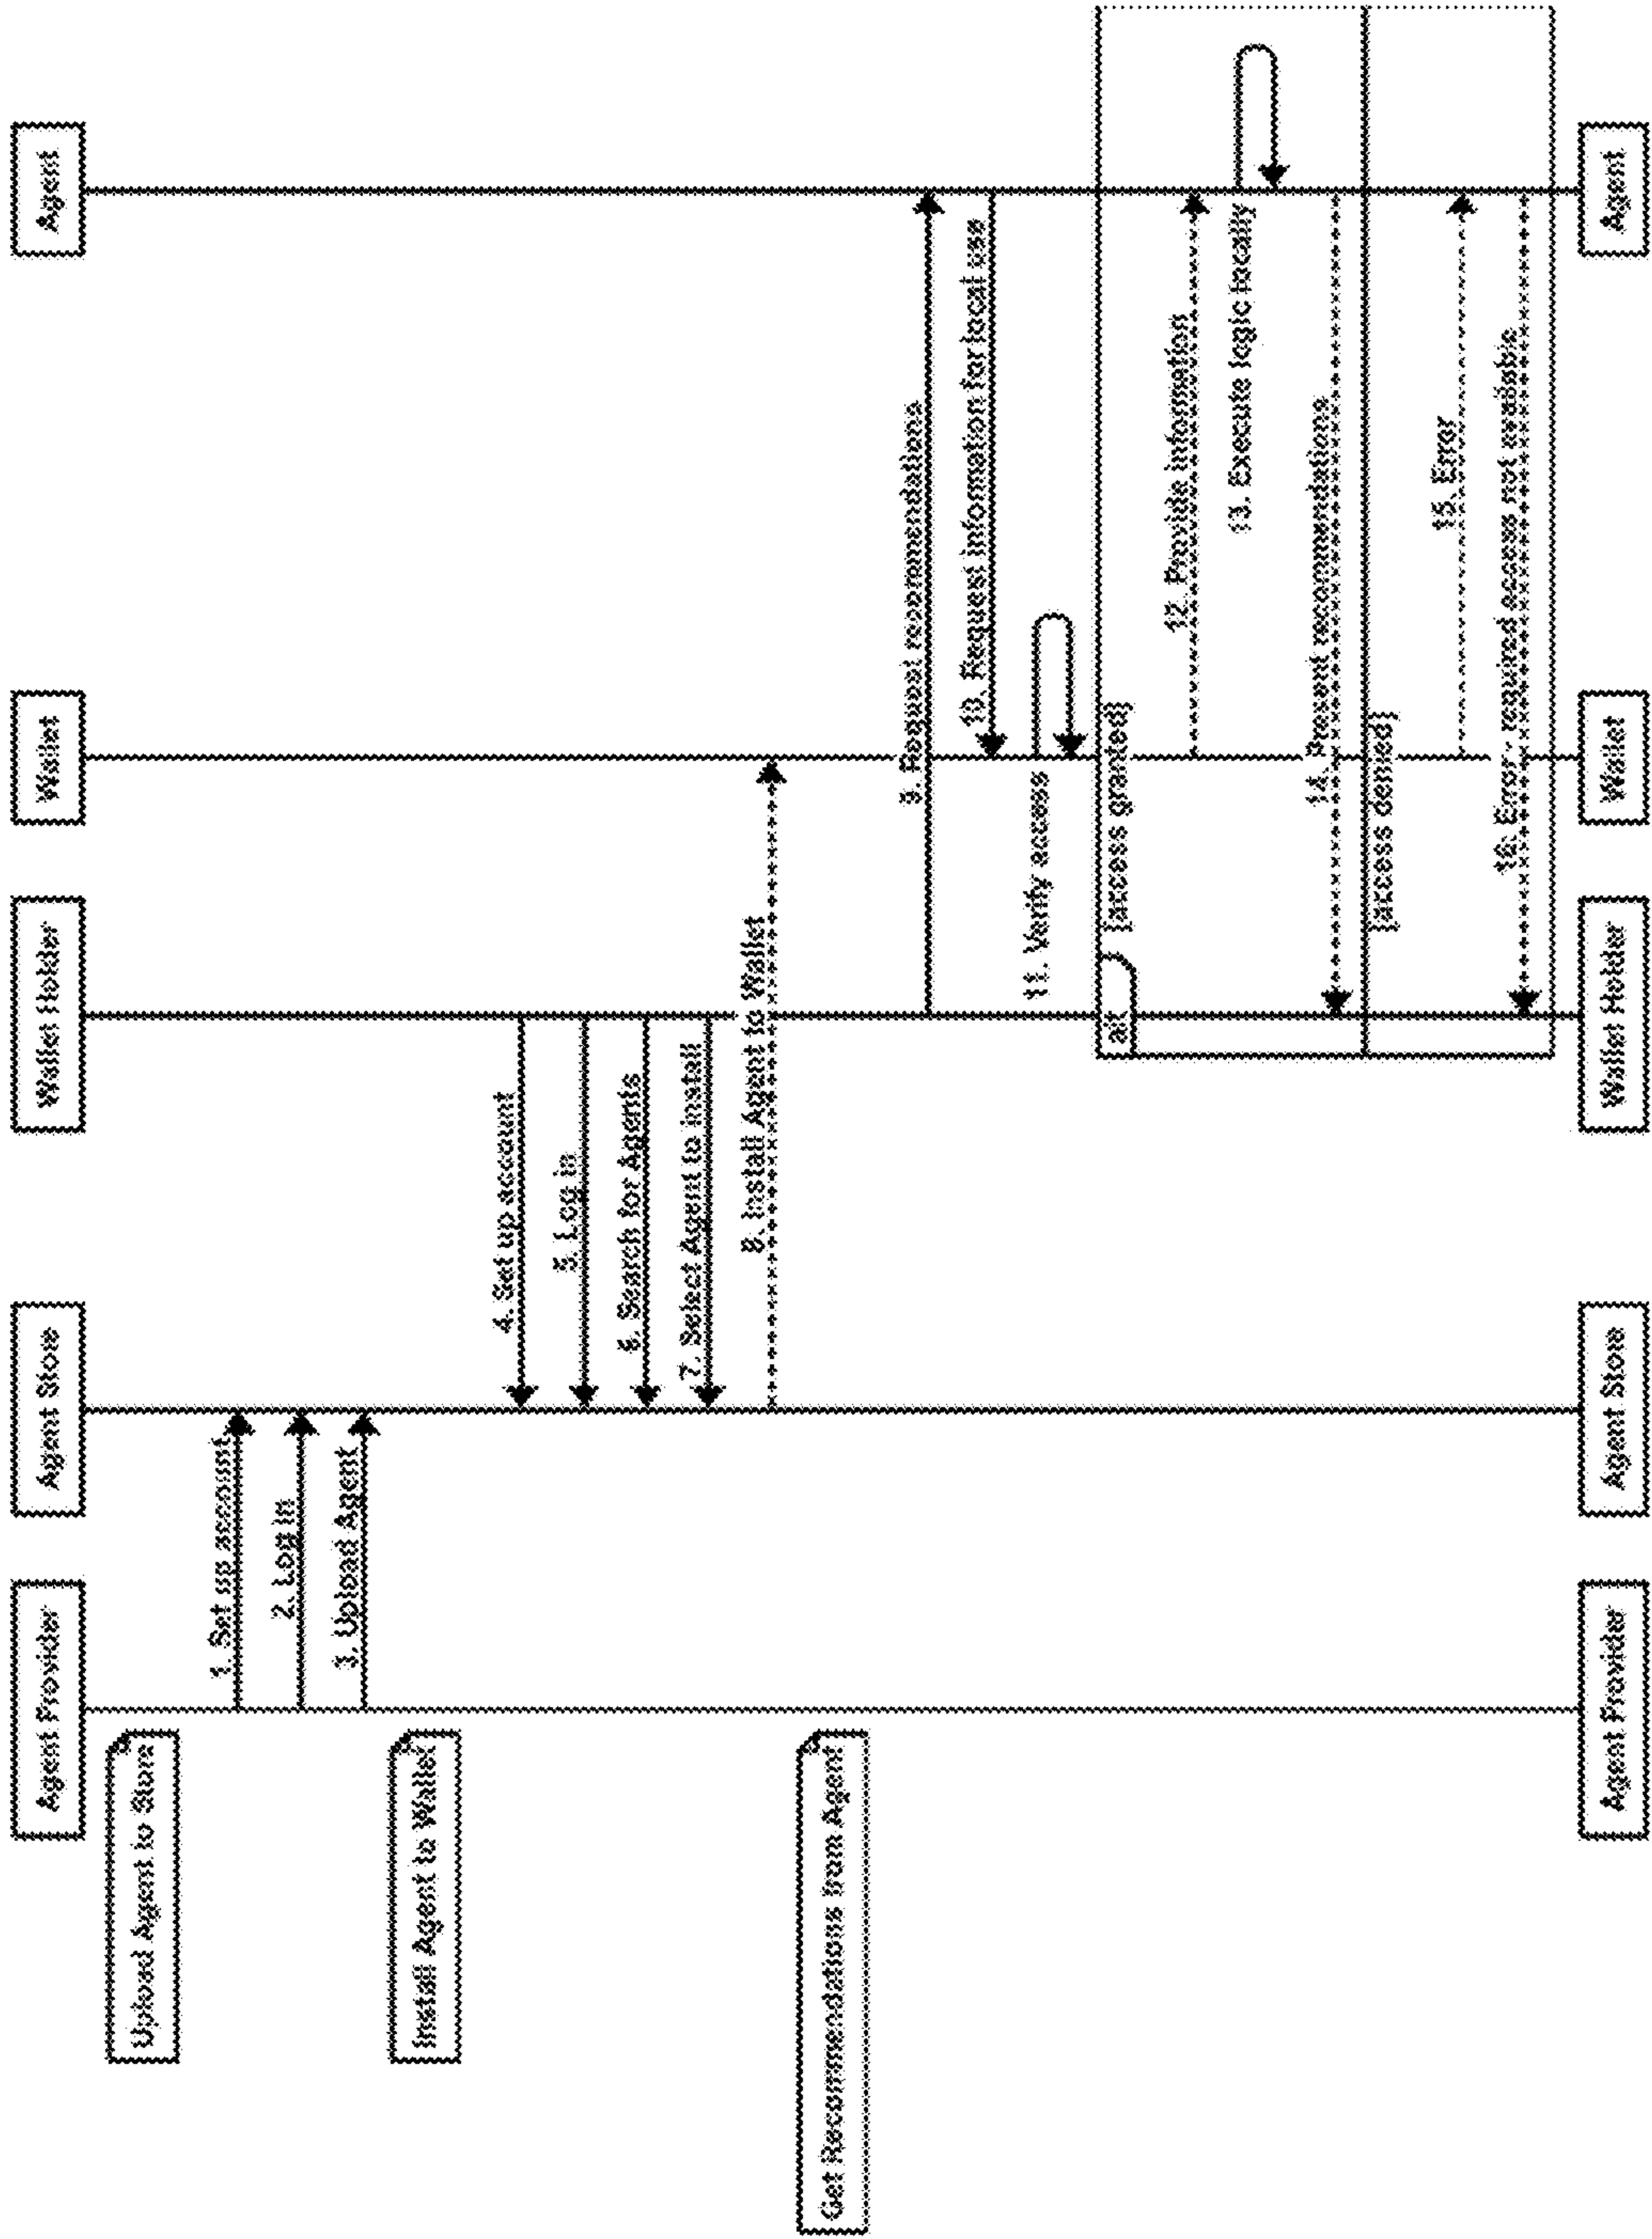 Agent Provider
Agent Store
Wallet Holder
Wallet
Agent
Upload Agent to Store
1. Set up account
2. Log in
3. Upload Agent
Install Agent to Wallet
4. Set up account
5. Log in
6. Search for Agents
7. Select Agent to install
8. Install Agent to Wallet
Get Recommendations from Agent
9. Request recommendations
10. Request information for local use
11. Verify access
alt
[access granted]
12. Provide information
13. Execute logic locally
14. Present recommendations
[access denied]
15. Error
16. Error - required access not available
Agent Provider
Agent Store
Wallet Holder
Wallet
Agent